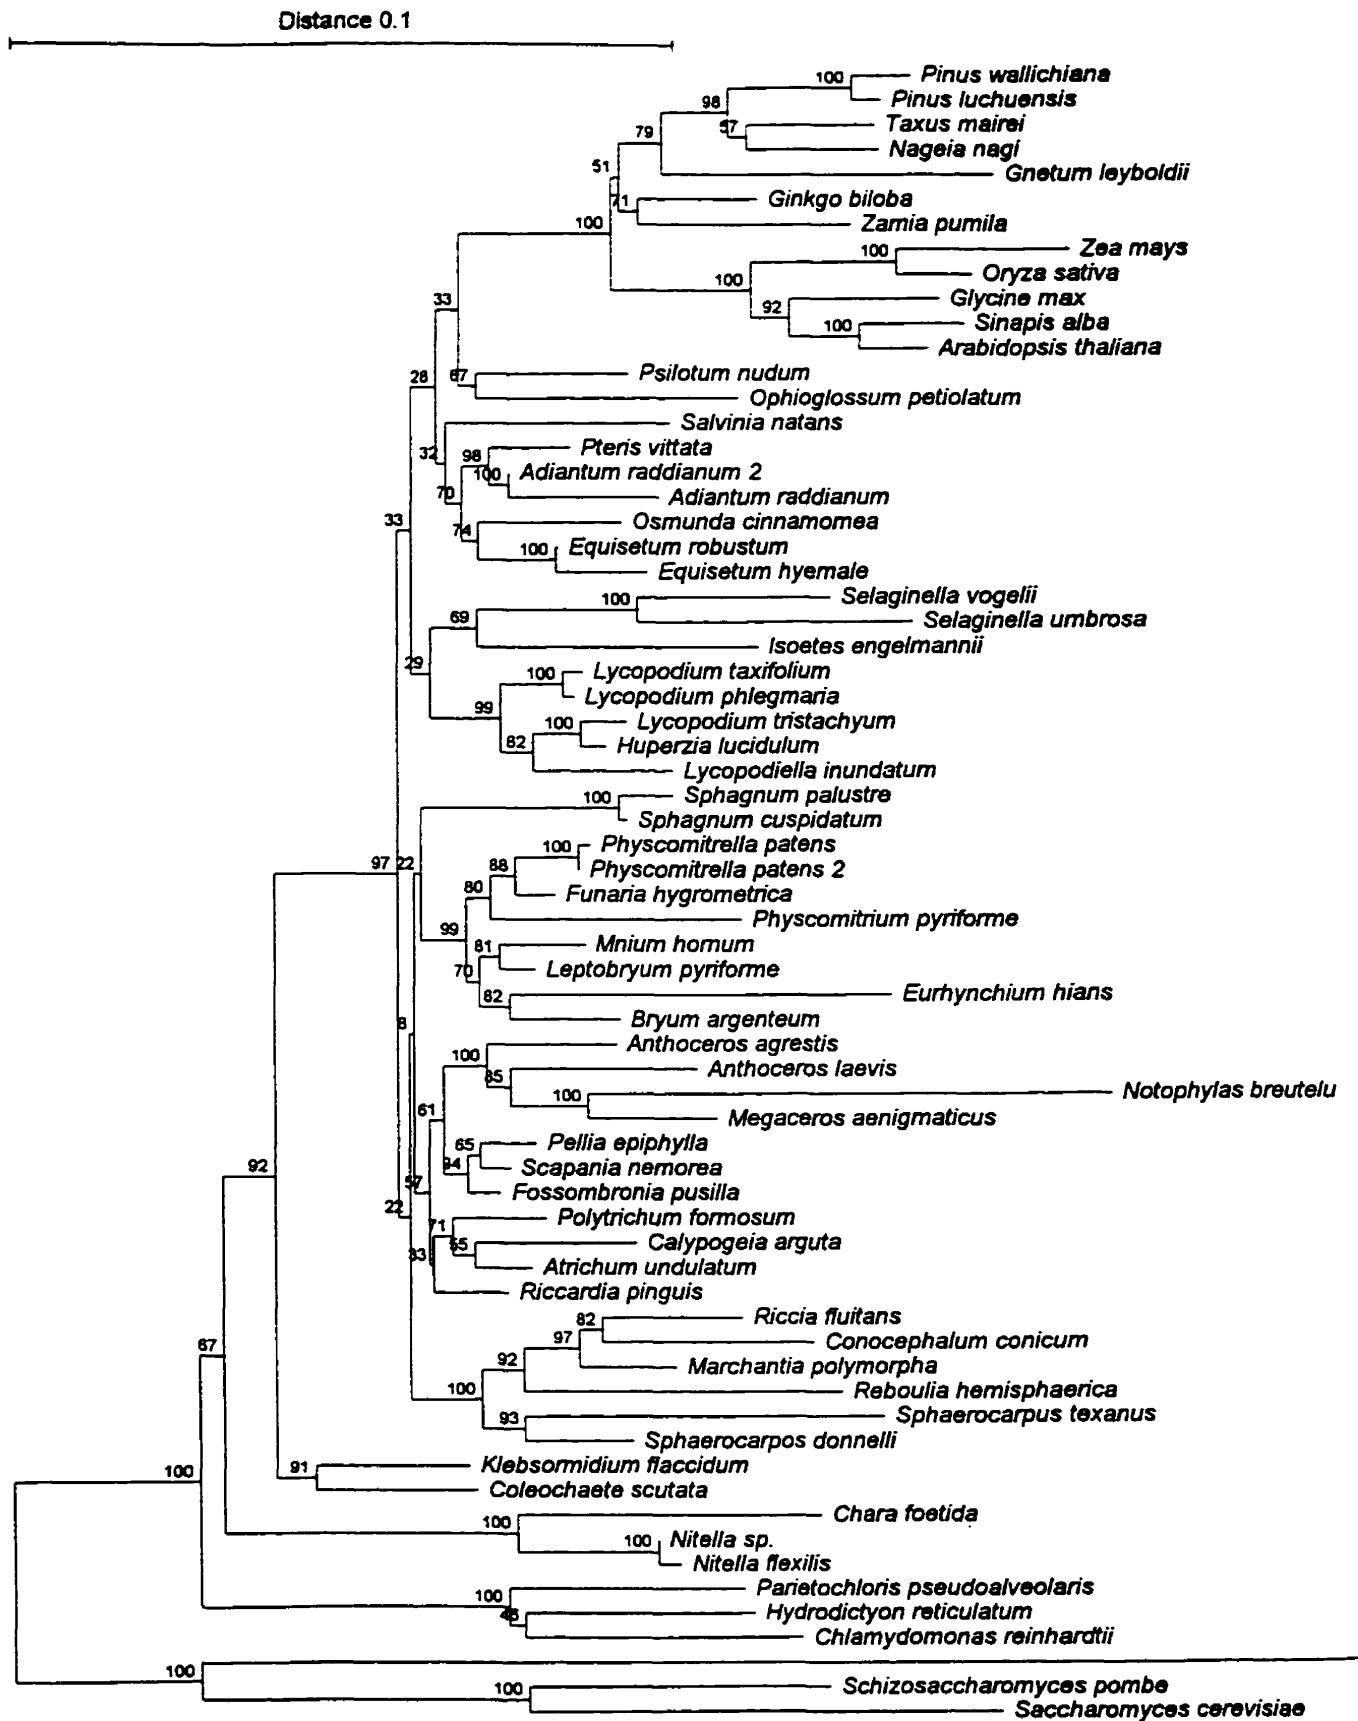 Distance 0.1
100 Pinus wallichiana
98 Pinus luchuensis
57 Taxus mairei
79 Nageia nagi
51 Gnetum leyboldii
71 Ginkgo biloba
100 Zamia pumila
100 Zea mays
100 Oryza sativa
92 Glycine max
33 100 Sinapis alba
Arabidopsis thaliana
28 67 Psilotum nudum
Ophioglossum petiolatum
Salvinia natans
32 98 Pteris vittata
100 Adiantum raddianum 2
70 Adiantum raddianum
33 74 Osmunda cinnamomea
100 Equisetum robustum
Equisetum hyemale
100 Selaginella vogelii
69 Selaginella umbrosa
29 Isoetes engelmannii
100 Lycopodium taxifolium
Lycopodium phlegmaria
99 100 Lycopodium tristachyum
82 Huperzia lucidulum
Lycopodiella inundatum
100 Sphagnum palustre
Sphagnum cuspidatum
100 Physcomitrella patens
97 22 88 Physcomitrella patens 2
80 Funaria hygrometrica
Physcomitrium pyriforme
99 81 Mnium hornum
70 Leptobryum pyriforme
82 Eurhynchium hians
8 Bryum argenteum
100 Anthoceros agrestis
85 Anthoceros laevis
100 Notophylas breutelu
61 Megaceros aenigmaticus
65 Pellia epiphylla
92 94 Scapania nemorea
57 Fossombronia pusilla
22 71 Polytrichum formosum
33 55 Calypogeia arguta
Atrichum undulatum
Riccardia pinguis
82 Riccia fluitans
67 97 Conocephalum conicum
92 Marchantia polymorpha
100 Reboulia hemisphaerica
93 Sphaerocarpus texanus
Sphaerocarpos donnelli
100 91 Klebsormidium flaccidum
Coleochaete scutata
100 Chara foetida
100 Nitella sp.
Nitella flexilis
100 Parietochloris pseudoalveolaris
Hydrodictyon reticulatum
Chlamydomonas reinhardtii
100
100 Schizosaccharomyces pombe
Saccharomyces cerevisiae